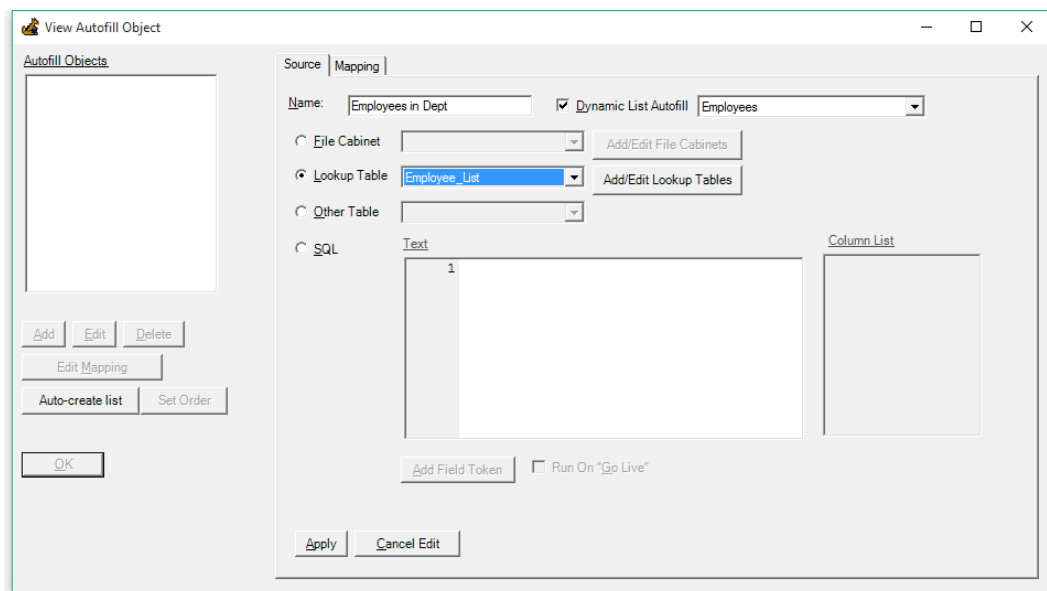 View Autofill Object
Autofill Objects
Source Mapping
Name: Employees in Dept Dynamic List Autofill Employees
File Cabinet Add/Edit File Cabinets
Lookup Table Employee_List Add/Edit Lookup Tables
Other Table
SQL Text Column List
1
Add Edit Delete
Edit Mapping
Auto-create list Set Order
OK
Add Field Token Run On "Go Live"
Apply Cancel Edit